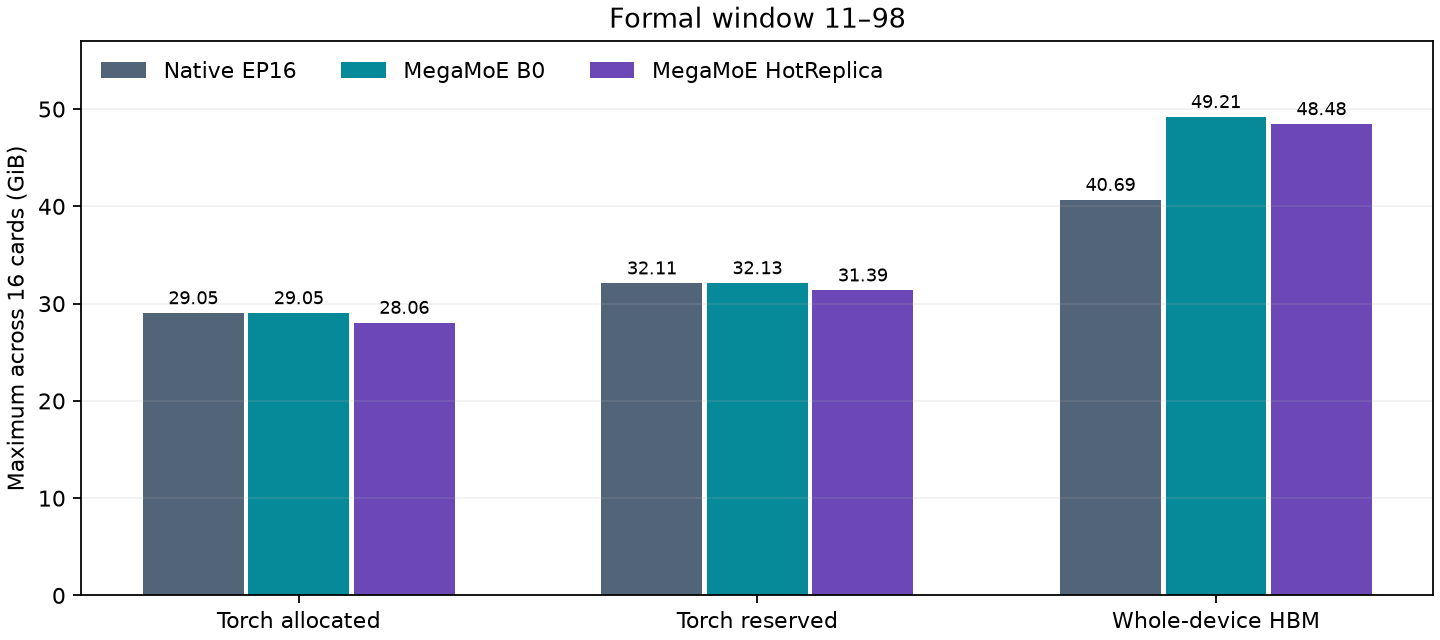 Formal window 11–98
Native EP16
MegaMoE B0
MegaMoE HotReplica
Maximum across 16 cards (GiB)
50
40
30
20
10
0
29.05
29.05
28.06
32.11
32.13
31.39
40.69
49.21
48.48
Torch allocated
Torch reserved
Whole-device HBM